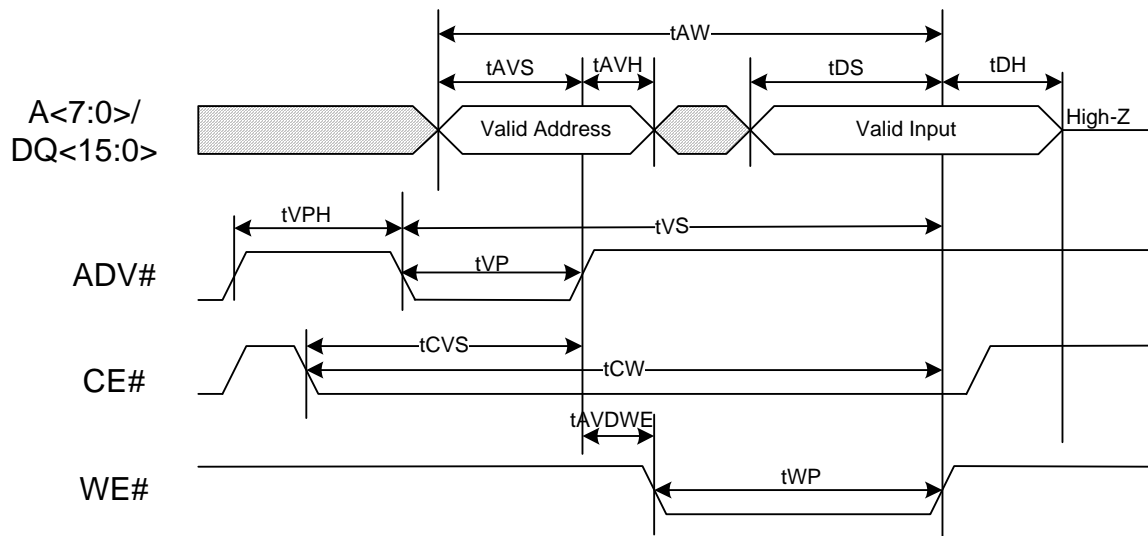 tAW
tAVS
tAVH
tDS
tDH
A<7:0>/
DQ<15:0>
Valid Address
Valid Input
High-Z
tVPH
tVS
ADV#
tVP
tCVS
CE#
tCW
tAVDWE
WE#
tWP